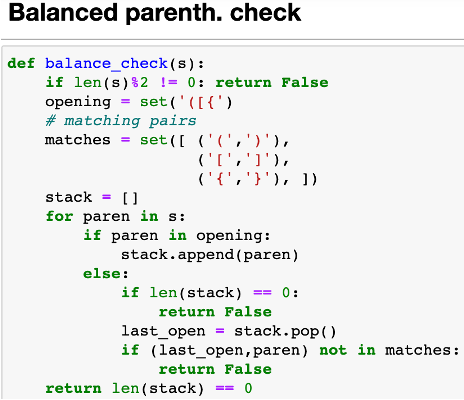 Balanced parenth. check
def balance_check(s):
    if len(s)%2 != 0: return False
    opening = set('([{')
    # matching pairs
    matches = set([ ('(',')'),
                    ('[',']'),
                    ('{','}'), ])
    stack = []
    for paren in s:
        if paren in opening:
            stack.append(paren)
        else:
            if len(stack) == 0:
                return False
            last_open = stack.pop()
            if (last_open,paren) not in matches:
                return False
    return len(stack) == 0